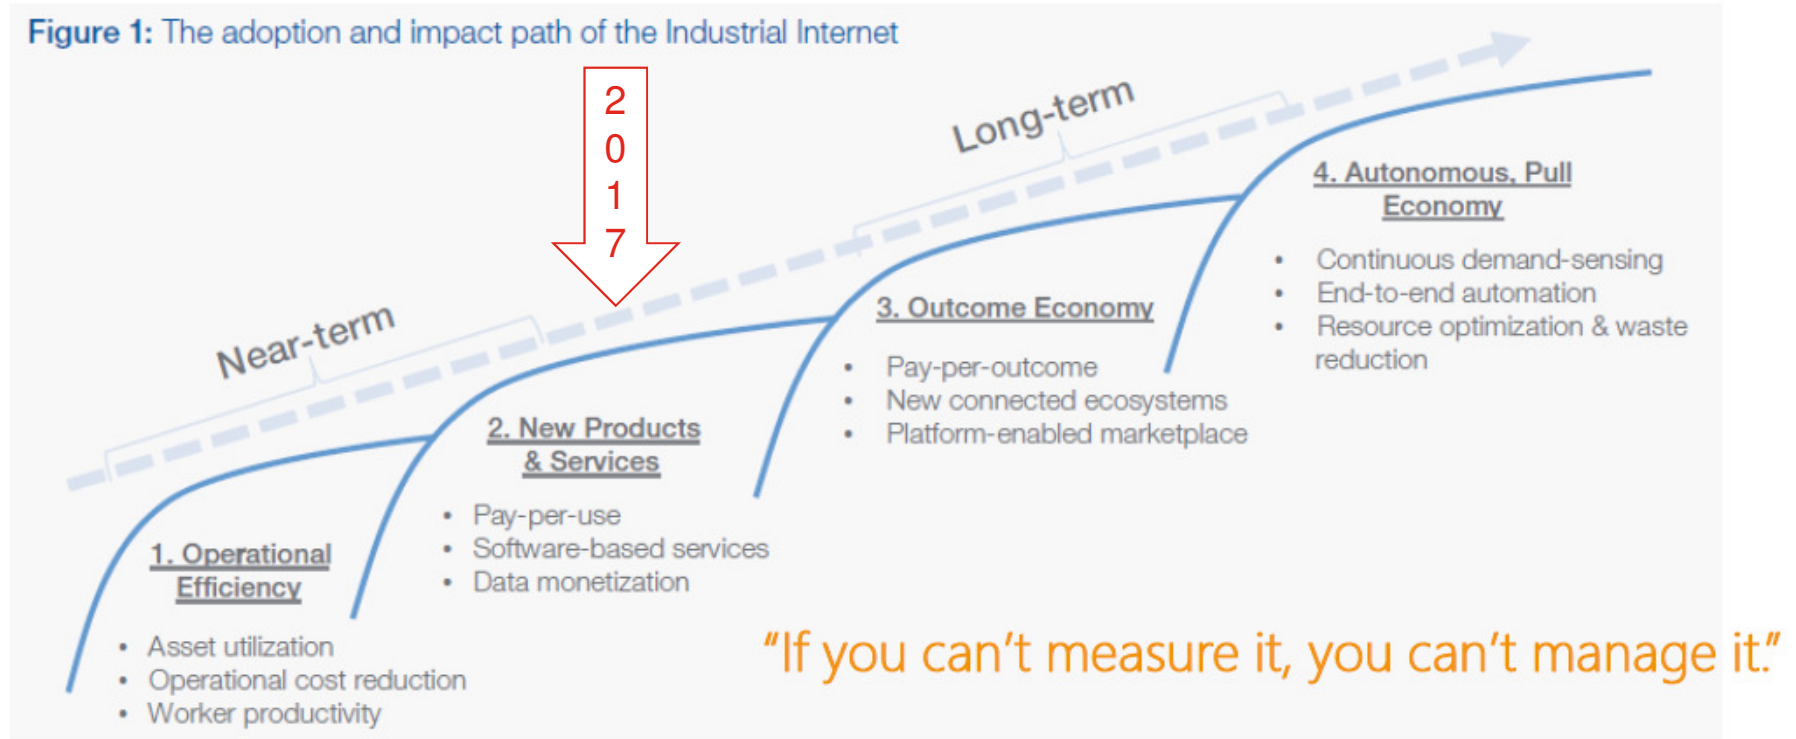 Figure 1: The adoption and impact path of the Industrial Internet
2
0
1
7
Near-term
Long-term
1. Operational
Efficiency
• Asset utilization
• Operational cost reduction
• Worker productivity
2. New Products
& Services
• Pay-per-use
• Software-based services
• Data monetization
3. Outcome Economy
• Pay-per-outcome
• New connected ecosystems
• Platform-enabled marketplace
4. Autonomous, Pull
Economy
• Continuous demand-sensing
• End-to-end automation
• Resource optimization & waste
reduction
“If you can’t measure it, you can’t manage it.”